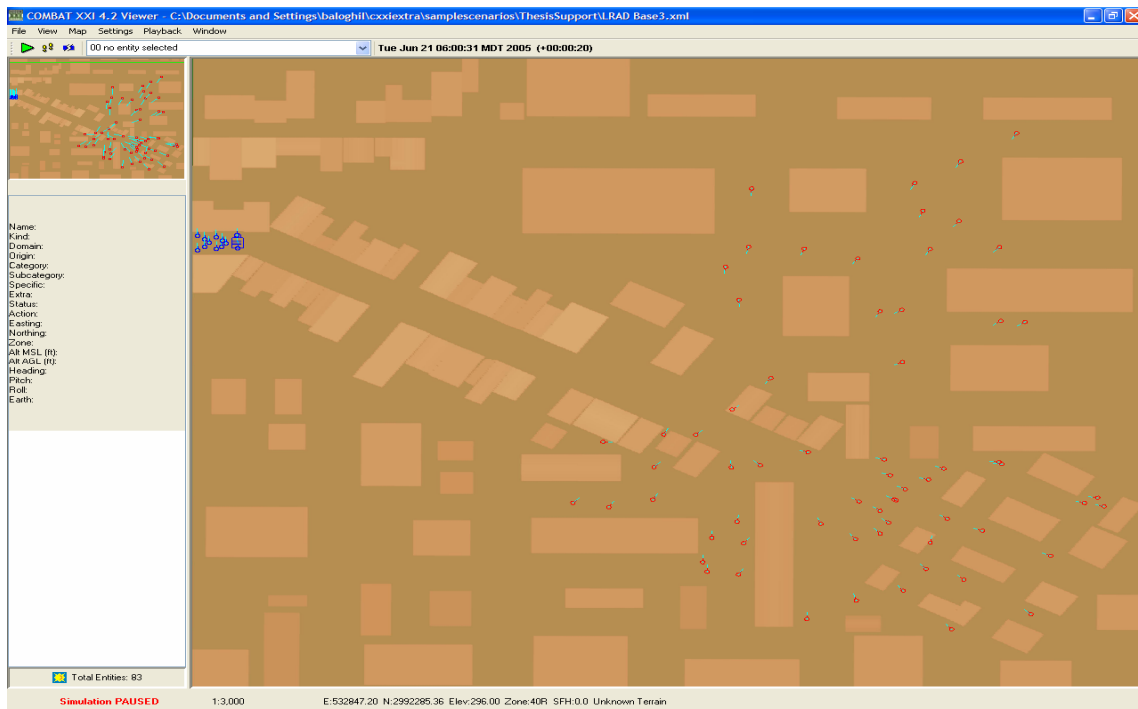 COMBAT XXI 4.2 Viewer - C:\Documents and Settings\baloghil\cxxiextra\samplescenarios\ThesisSupport\LRAD Base3.xml
File View Map Settings Playback Window
00 no entity selected Tue Jun 21 06:00:31 MDT 2005 (+00:00:20)
Name:
Kind:
Domain:
Origin:
Category:
Subcategory:
Specific:
Extra:
Status:
Action:
Easting:
Northing:
Zone:
Alt MSL (ft):
Alt AGL (ft):
Heading:
Pitch:
Roll:
Earth:
Total Entities: 83
Simulation PAUSED 1:3,000 E:532847.20 N:2992285.36 Elev:296.00 Zone:40R SFH:0.0 Unknown Terrain